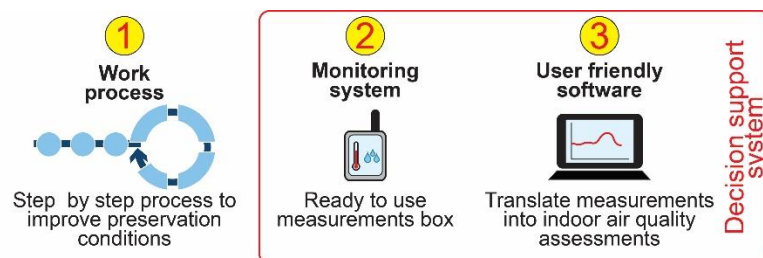 1
Work
process
Step by step process to
improve preservation
conditions
2
Monitoring
system
Ready to use
measurements box
3
User friendly
software
Translate measurements
into indoor air quality
assessments
Decision support
system